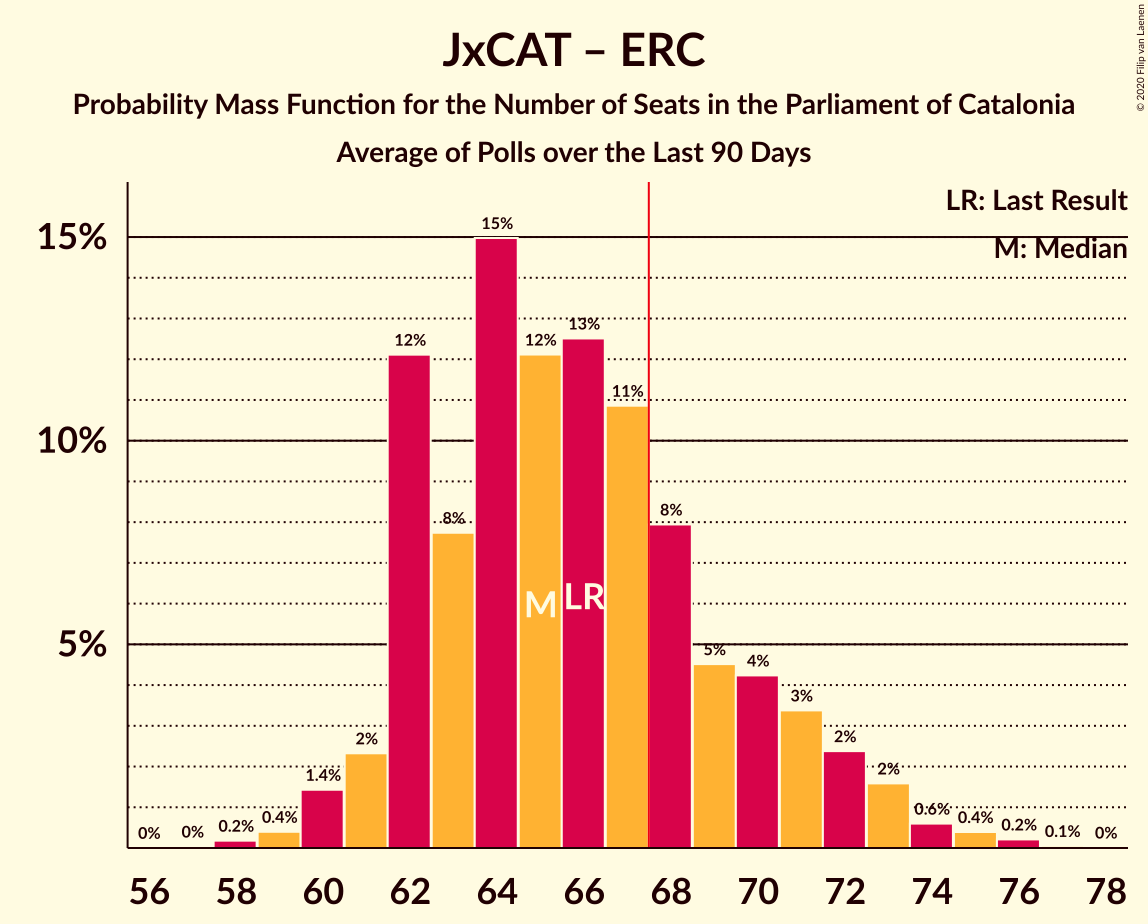 JxCAT – ERC
Probability Mass Function for the Number of Seats in the Parliament of Catalonia
Average of Polls over the Last 90 Days
© 2020 Filip van Laenen
LR: Last Result
M: Median
15%
10%
5%
0%
0%
0.2%
0.4%
1.4%
2%
12%
8%
15%
12%
13%
11%
8%
5%
4%
3%
2%
2%
0.6%
0.4%
0.2%
0.1%
0%
M
LR
56 58 60 62 64 66 68 70 72 74 76 78